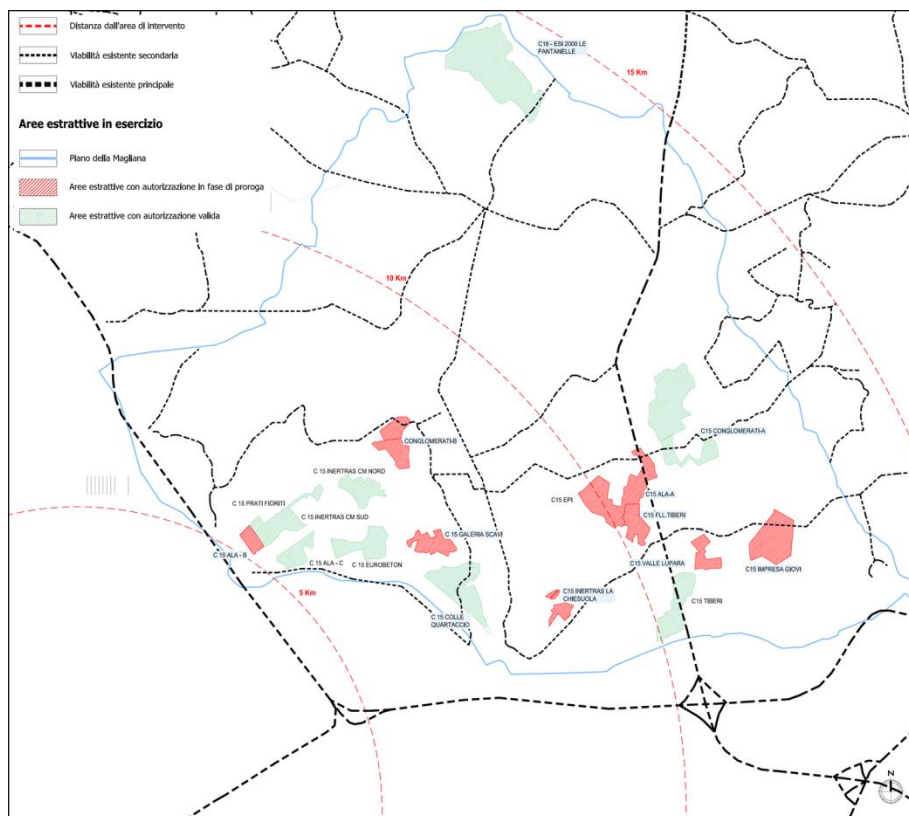 Distanza dall'area di intervento
Viabilità esistente secondaria
Viabilità esistente principale
Aree estrattive in esercizio
Piano della Magliana
Aree estrattive con autorizzazione in fase di proroga
Aree estrattive con autorizzazione valida
C18 - ESI 2000 LE
PANTANELLE
15 Km
10 Km
CONGLOMERATI-B
C15 CONGLOMERATI-A
C 15 INERTRAS CM NORD
C15 EPI
C15 ALA-A
C 15 PRATI FIORITI
C15 FLL.TIBERI
C 15 INERTRAS CM SUD
C 15 GALERIA SCAVI
C 15 ALA - B
C 15 ALA - C
C 15 EUROBETON
C15 VALLE LUPARA
C15 IMPRESA GIOVI
5 Km
C15 INERTRAS LA
CHIESUOLA
C15 TIBERI
C 15 COLLE
QUARTACCIO
N